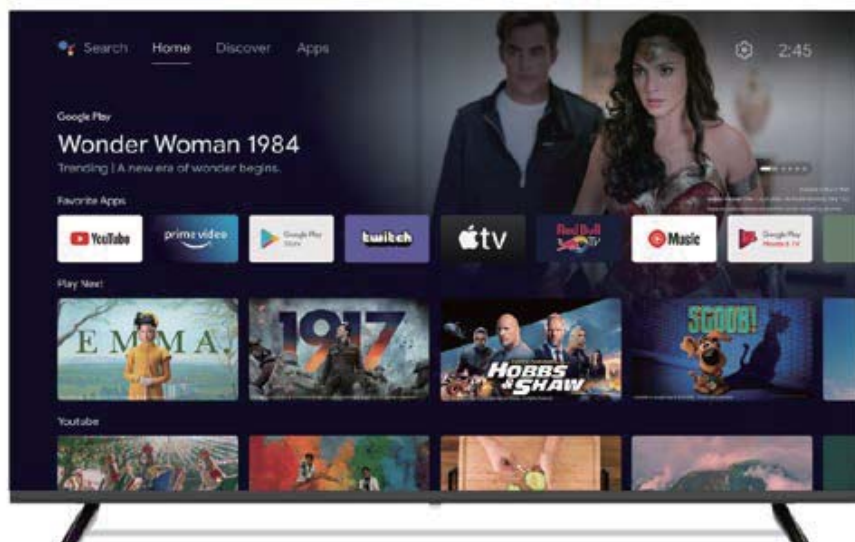 Search Home Discover Apps 2:45
Google Play
Wonder Woman 1984
Trending | A new era of wonder begins.
Favorite Apps
YouTube prime video Google Play Store twitch tv Red Bull TV Music Google Play Movies & TV
Play Next
EMMA. 1917 HOBBS & SHAW SCOOB!
Youtube